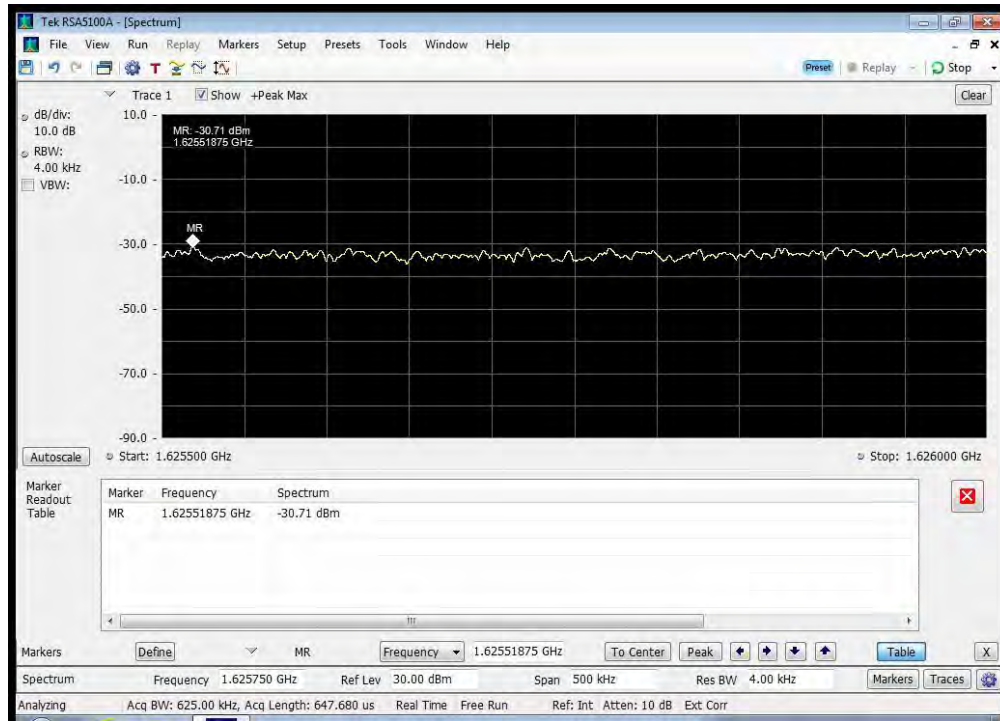 Tek RSA5100A - [Spectrum]
File View Run Replay Markers Setup Presets Tools Window Help
Preset Replay Stop
Trace 1 Show +Peak Max Clear
dB/div: 10.0 dB
RBW: 4.00 kHz
VBW:
10.0
-10.0
-30.0
-50.0
-70.0
-90.0
MR: -30.71 dBm
1.62551875 GHz
MR
Autoscale Start: 1.625500 GHz Stop: 1.626000 GHz
Marker Readout Table
Marker Frequency Spectrum
MR 1.62551875 GHz -30.71 dBm
Markers Define MR Frequency 1.62551875 GHz To Center Peak Table X
Spectrum Frequency 1.625750 GHz Ref Lev 30.00 dBm Span 500 kHz Res BW 4.00 kHz Markers Traces
Analyzing Acq BW: 625.00 kHz, Acq Length: 647.680 us Real Time Free Run Ref: Int Atten: 10 dB Ext Corr